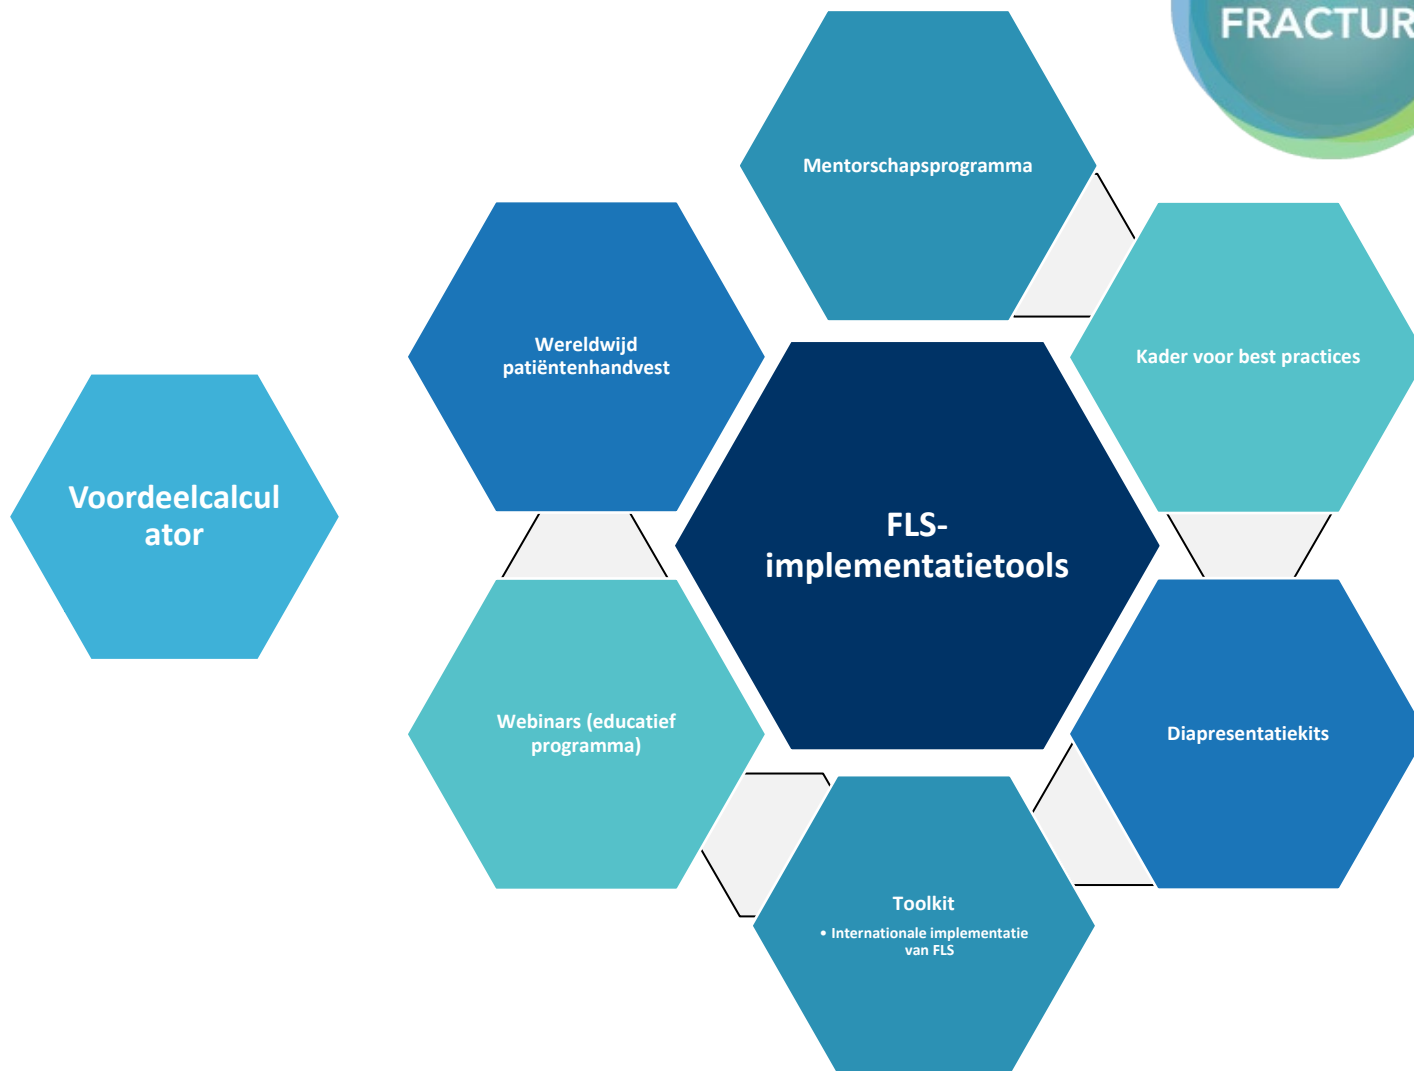 FRACTUR
Mentorschapsprogramma
Wereldwijd
patiëntenhandvest
Kader voor best practices
Voordeelcalcul
ator
FLS-
implementatietools
Webinars (educatief
programma)
Diapresentatiekits
Toolkit
• Internationale implementatie
van FLS